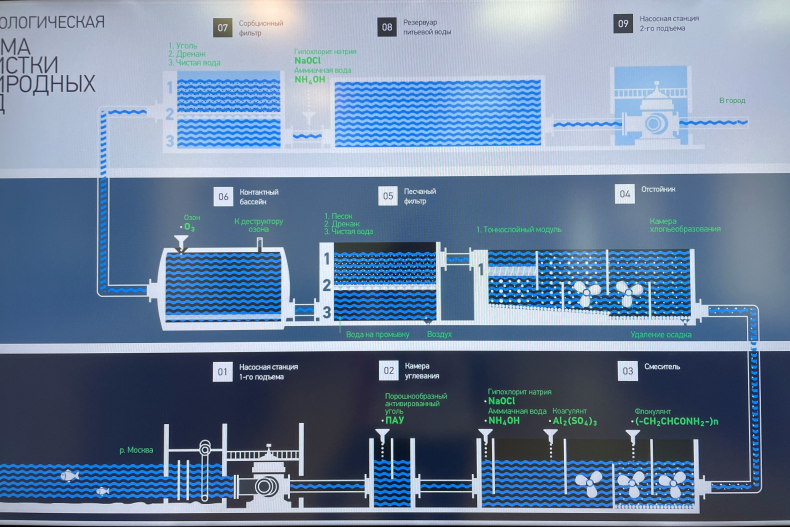 ОЛОГИЧЕСКАЯ
МА
ИСТКИ
ИРОДНЫХ
Д
07
Сорбционный
фильтр
1. Уголь
2. Дренаж
3. Чистая вода
1
2
3
Гипохлорит натрия:
NaOCl
Аммиачная вода:
NH₄OH
08
Резервуар
питьевой воды
09
Насосная станция
2-го подъема
В город
06
Контактный
бассейн
Озон
• O₃
К деструктору
озона
05
Песчаный
фильтр
1. Песок
2. Дренаж
3. Чистая вода
1
2
3
Вода на промывку
Воздух
04
Отстойник
1. Тонкослойный модуль
Камера
хлопьеобразования
1
Удаление осадка
01
Насосная станция
1-го подъема
р. Москва
02
Камера
углевания
Порошкообразный
активированный
уголь
• ПАУ
03
Смеситель
Гипохлорит натрия
• NaOCl
Аммиачная вода
• NH₄OH
Коагулянт
• Al₂(SO₄)₃
Флокулянт
• (-CH₂CHCONH₂-)n